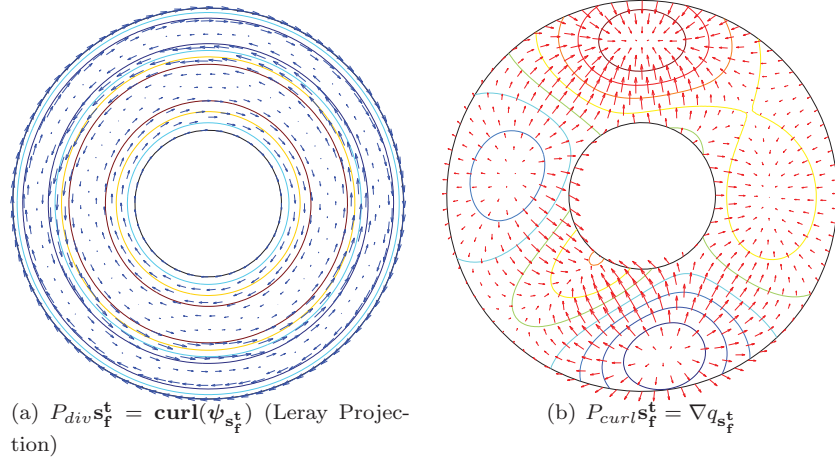 (a) $P_{div}\mathbf{s_f^t}$ = $\mathbf{curl}(\boldsymbol{\psi}_{\mathbf{s_f^t}})$ (Leray Projec-
tion)
(b) $P_{curl}\mathbf{s_f^t} = \nabla q_{\mathbf{s_f^t}}$